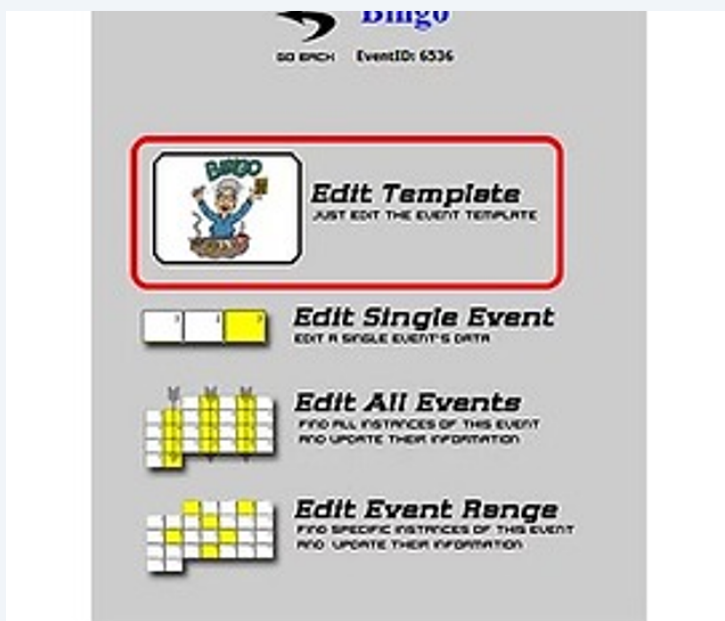 Bingo
GO BACK
EventID: 6536
BINGO
Edit Template
JUST EDIT THE EVENT TEMPLATE
Edit Single Event
EDIT A SINGLE EVENT'S DATA
Edit All Events
FIND ALL INSTANCES OF THIS EVENT
AND UPDATE THEIR INFORMATION
Edit Event Range
FIND SPECIFIC INSTANCES OF THIS EVENT
AND UPDATE THEIR INFORMATION